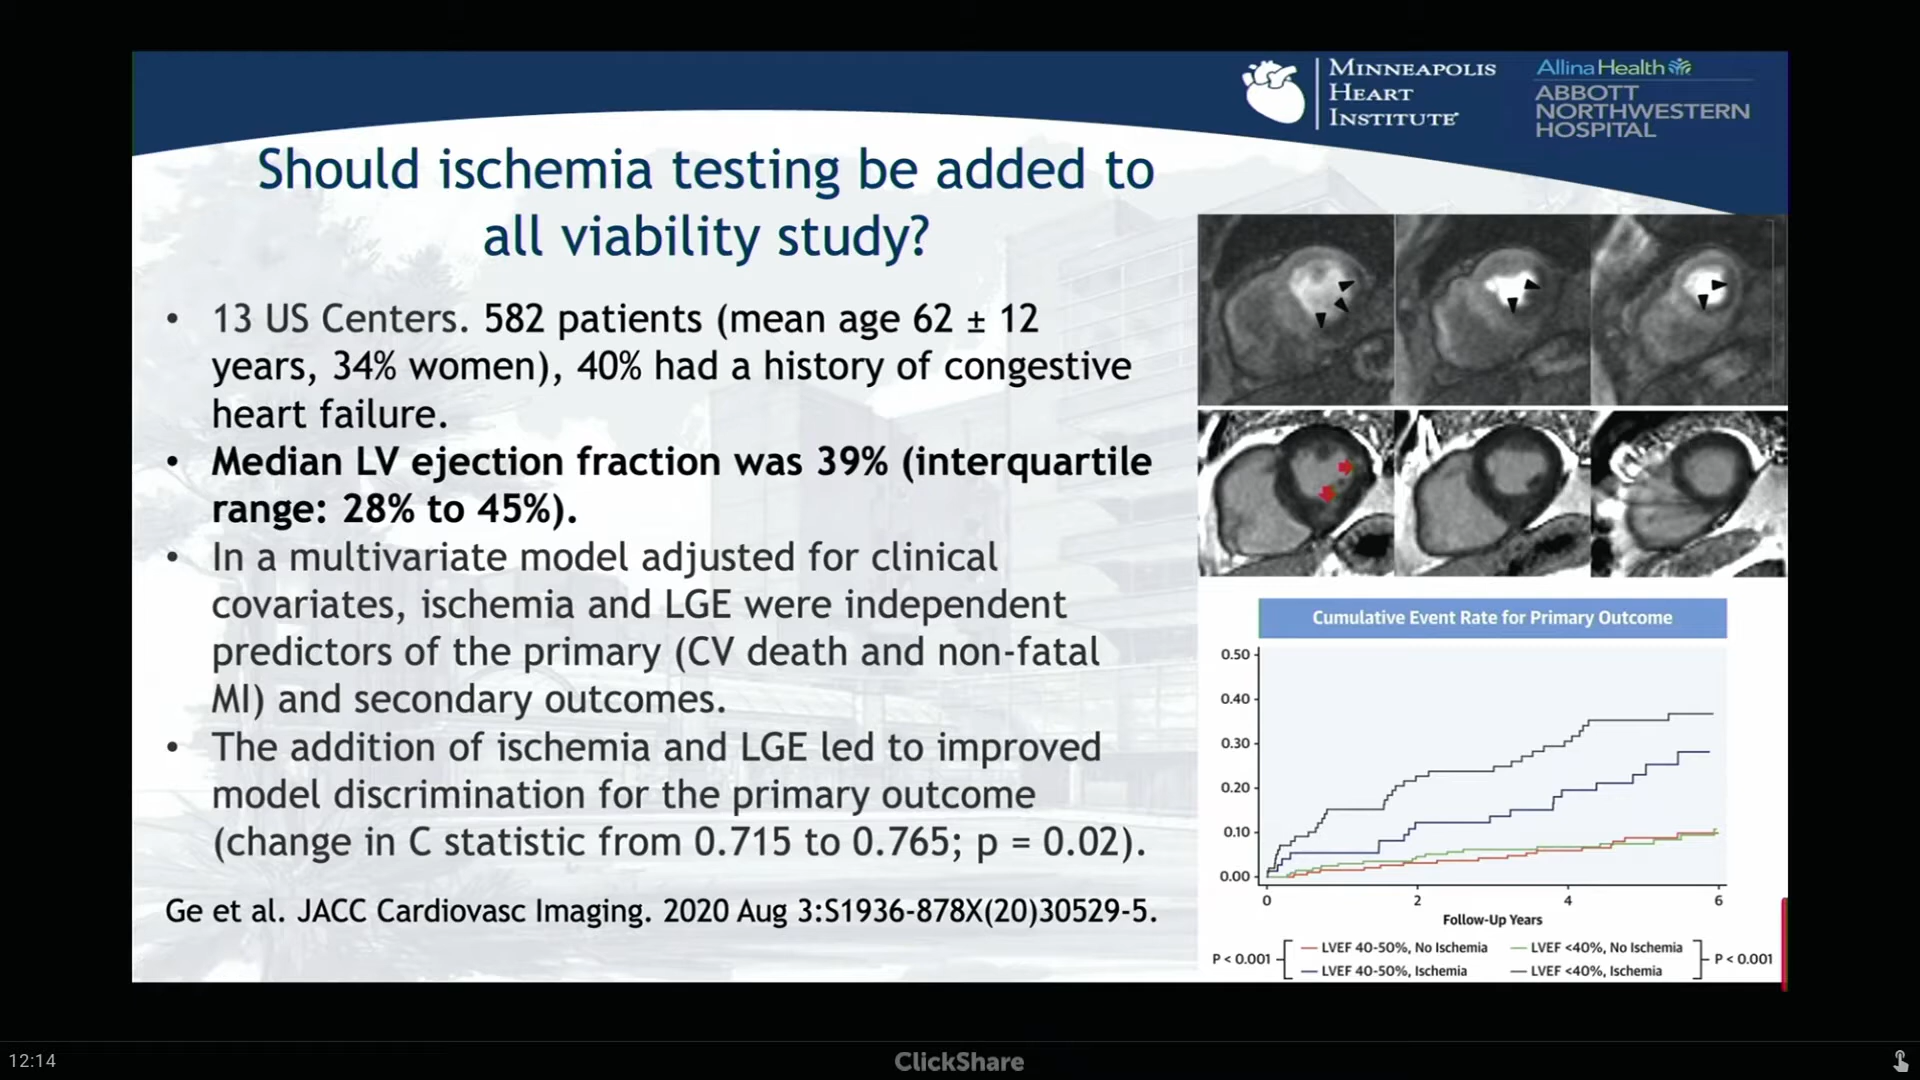 MINNEAPOLIS
HEART
INSTITUTE
AllinaHealth
ABBOTT
NORTHWESTERN
HOSPITAL
Should ischemia testing be added to
all viability study?
• 13 US Centers. 582 patients (mean age 62 ± 12
years, 34% women), 40% had a history of congestive
heart failure.
• Median LV ejection fraction was 39% (interquartile
range: 28% to 45%).
• In a multivariate model adjusted for clinical
covariates, ischemia and LGE were independent
predictors of the primary (CV death and non-fatal
MI) and secondary outcomes.
• The addition of ischemia and LGE led to improved
model discrimination for the primary outcome
(change in C statistic from 0.715 to 0.765; p = 0.02).
Ge et al. JACC Cardiovasc Imaging. 2020 Aug 3:S1936-878X(20)30529-5.
Cumulative Event Rate for Primary Outcome
0.50
0.40
0.30
0.20
0.10
0.00
0 2 4 6
Follow-Up Years
P < 0.001
LVEF 40-50%, No Ischemia LVEF <40%, No Ischemia
LVEF 40-50%, Ischemia LVEF <40%, Ischemia
P < 0.001
12:14
ClickShare